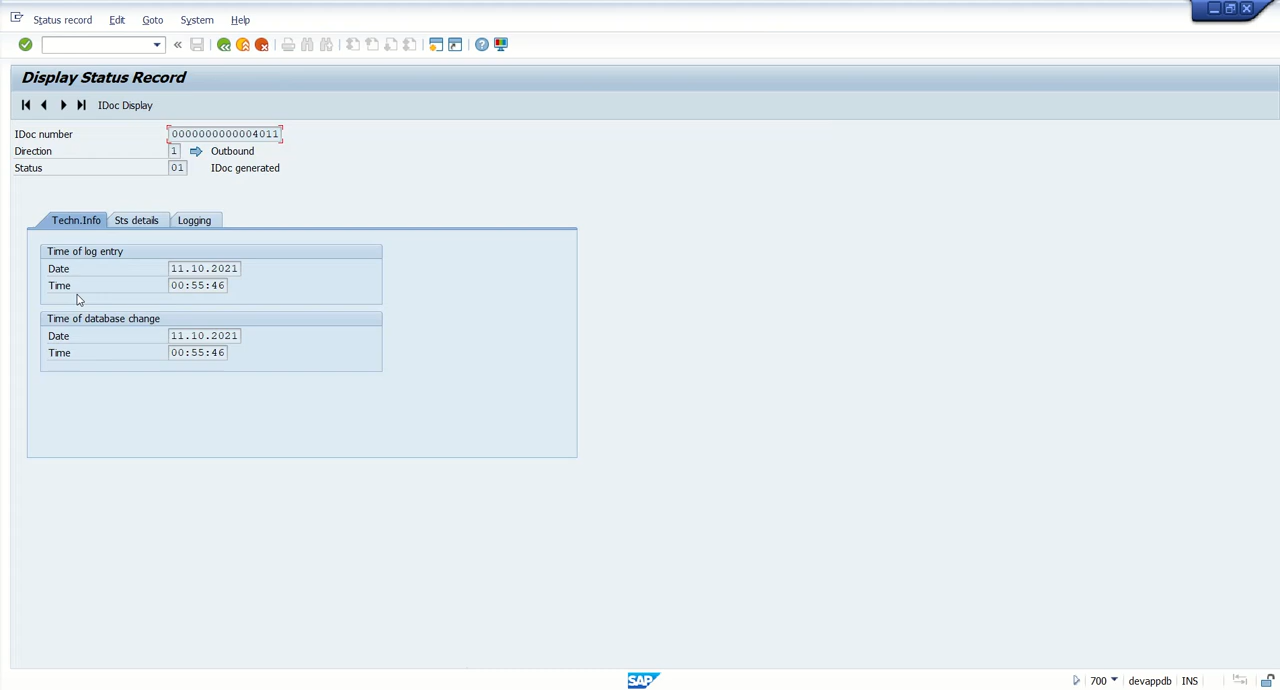 Status record Edit Goto System Help
Display Status Record
IDoc Display
IDoc number 0000000000004011
Direction 1 Outbound
Status 01 IDoc generated
Techn.Info Sts details Logging
Time of log entry
Date 11.10.2021
Time 00:55:46
Time of database change
Date 11.10.2021
Time 00:55:46
SAP 700 devappdb INS